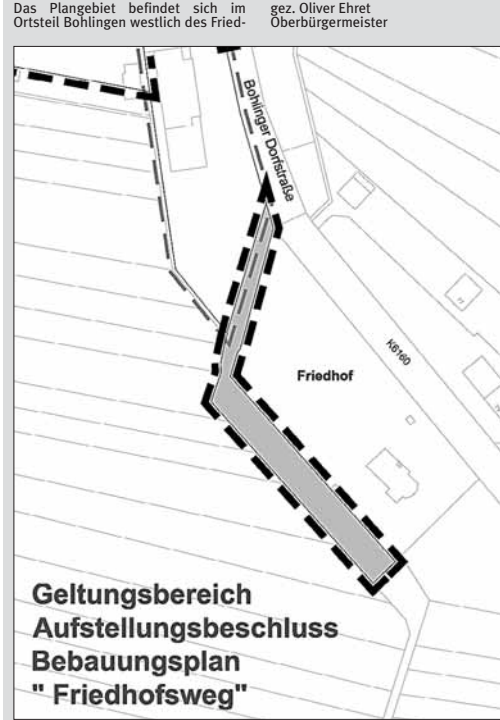 Das Plangebiet befindet sich im
Ortsteil Bohlingen westlich des Fried-
gez. Oliver Ehret
Oberbürgermeister
Bohlinger Dorfstraße
K6160
Friedhof
Geltungsbereich
Aufstellungsbeschluss
Bebauungsplan
" Friedhofsweg"